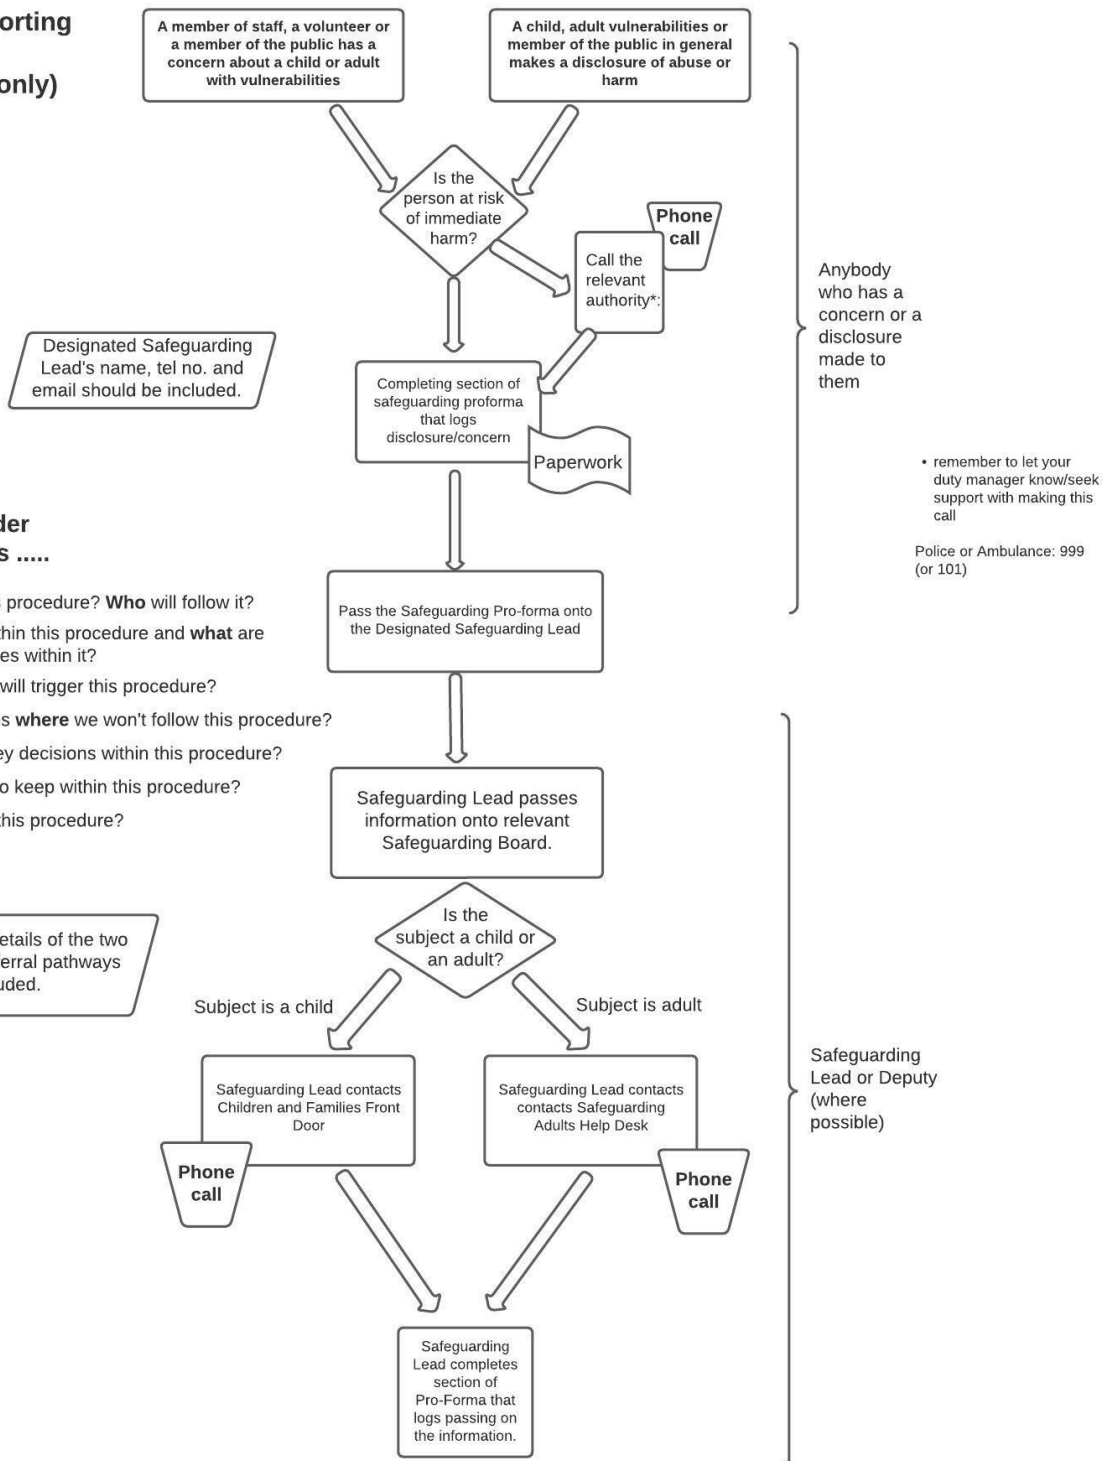 orting
only)
A member of staff, a volunteer or
a member of the public has a
concern about a child or adult
with vulnerabilities
A child, adult vulnerabilities or
member of the public in general
makes a disclosure of abuse or
harm
Is the
person at risk
of immediate
harm?
Phone
call
Call the
relevant
authority*:
Anybody
who has a
concern or a
disclosure
made to
them
Designated Safeguarding
Lead's name, tel no. and
email should be included.
Completing section of
safeguarding proforma
that logs
disclosure/concern
Paperwork
• remember to let your
duty manager know/seek
support with making this
call
Police or Ambulance: 999
(or 101)
der
s .....
s procedure? Who will follow it?
thin this procedure and what are
es within it?
will trigger this procedure?
s where we won't follow this procedure?
ey decisions within this procedure?
o keep within this procedure?
this procedure?
Pass the Safeguarding Pro-forma onto
the Designated Safeguarding Lead
Safeguarding Lead passes
information onto relevant
Safeguarding Board.
Is the
subject a child or
an adult?
etails of the two
ferral pathways
uded.
Subject is a child
Subject is adult
Safeguarding Lead contacts
Children and Families Front
Door
Phone
call
Safeguarding Lead contacts
contacts Safeguarding
Adults Help Desk
Phone
call
Safeguarding
Lead or Deputy
(where
possible)
Safeguarding
Lead completes
section of
Pro-Forma that
logs passing on
the information.